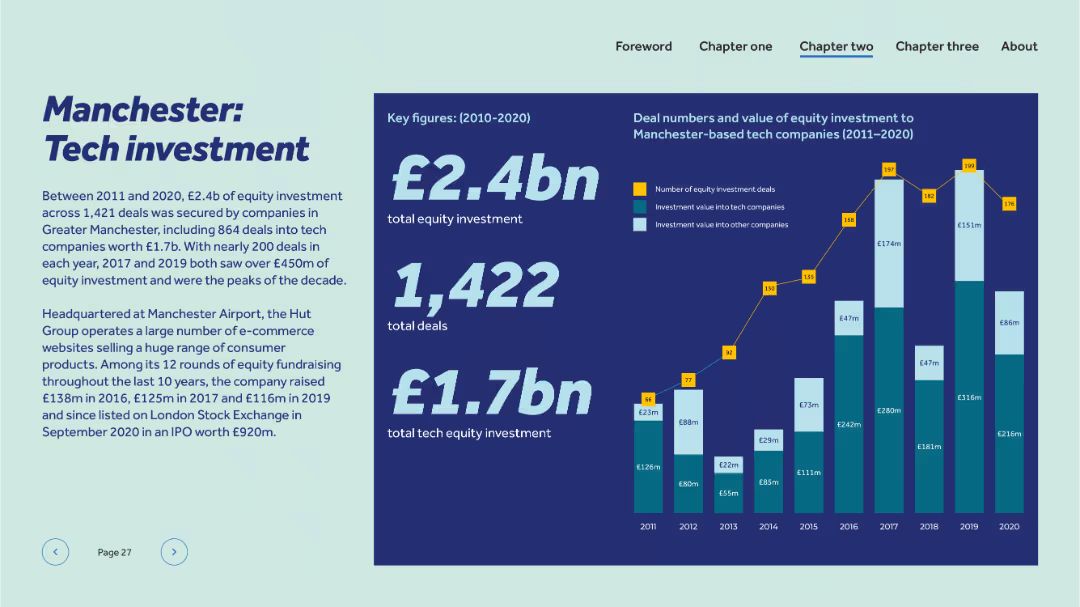 Foreword Chapter one Chapter two Chapter three About
Manchester:
Tech investment
Between 2011 and 2020, £2.4b of equity investment
across 1,421 deals was secured by companies in
Greater Manchester, including 864 deals into tech
companies worth £1.7b. With nearly 200 deals in
each year, 2017 and 2019 both saw over £450m of
equity investment and were the peaks of the decade.
Headquartered at Manchester Airport, the Hut
Group operates a large number of e-commerce
websites selling a huge range of consumer
products. Among its 12 rounds of equity fundraising
throughout the last 10 years, the company raised
£138m in 2016, £125m in 2017 and £116m in 2019
and since listed on London Stock Exchange in
September 2020 in an IPO worth £920m.
Page 27
Key figures: (2010-2020)
£2.4bn
total equity investment
1,422
total deals
£1.7bn
total tech equity investment
Deal numbers and value of equity investment to
Manchester-based tech companies (2011–2020)
Number of equity investment deals
Investment value into tech companies
Investment value into other companies
77 92 197 182 199 176
£23m £88m £22m £29m £73m £47m £174m £47m £151m £86m
£126m £80m £55m £85m £111m £242m £280m £181m £316m £216m
2011 2012 2013 2014 2015 2016 2017 2018 2019 2020